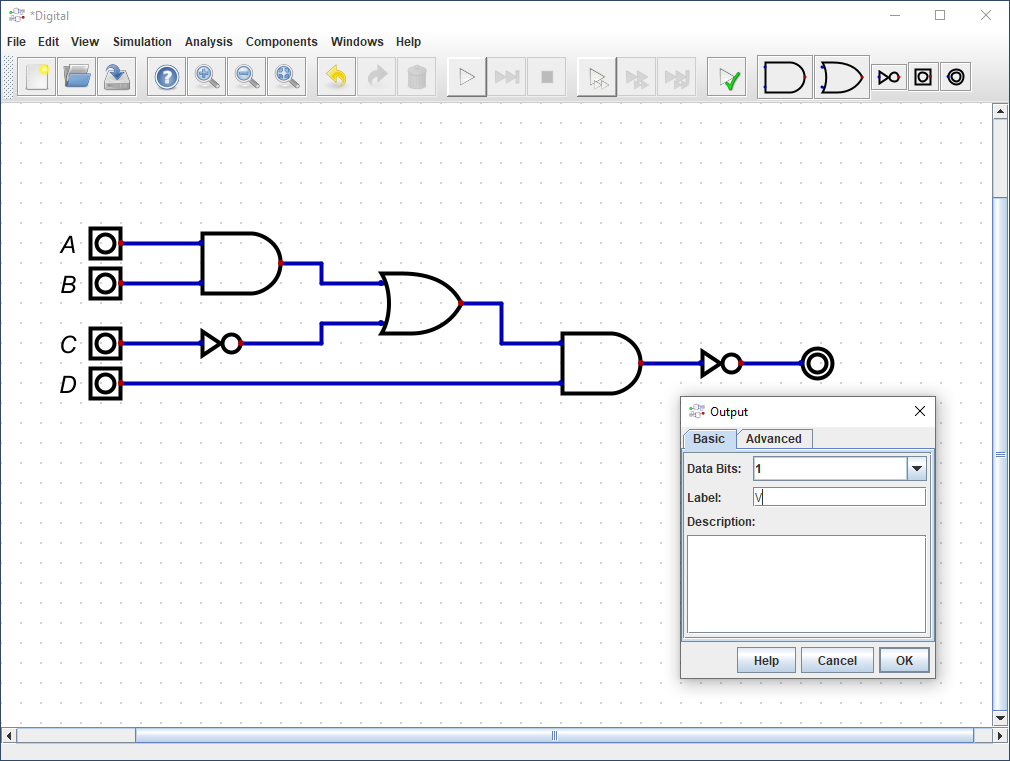 *Digital
File Edit View Simulation Analysis Components Windows Help
A
B
C
D
Output
Basic Advanced
Data Bits: 1
Label: V
Description:
Help Cancel OK